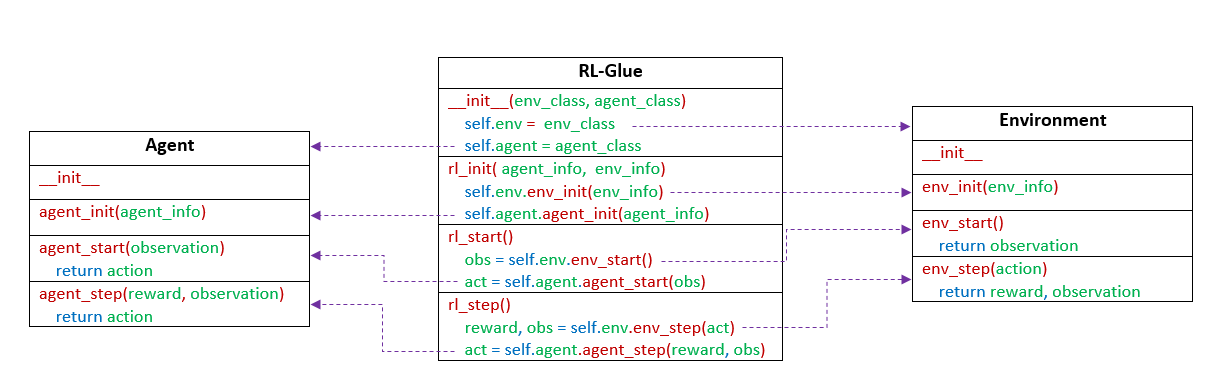 Agent
__init__
agent_init(agent_info)
agent_start(observation)
return action
agent_step(reward, observation)
return action
RL-Glue
__init__(env_class, agent_class)
self.env = env_class
self.agent = agent_class
rl_init( agent_info, env_info)
self.env.env_init(env_info)
self.agent.agent_init(agent_info)
rl_start()
obs = self.env.env_start()
act = self.agent.agent_start(obs)
rl_step()
reward, obs = self.env.env_step(act)
act = self.agent.agent_step(reward, obs)
Environment
__init__
env_init(env_info)
env_start()
return observation
env_step(action)
return reward, observation